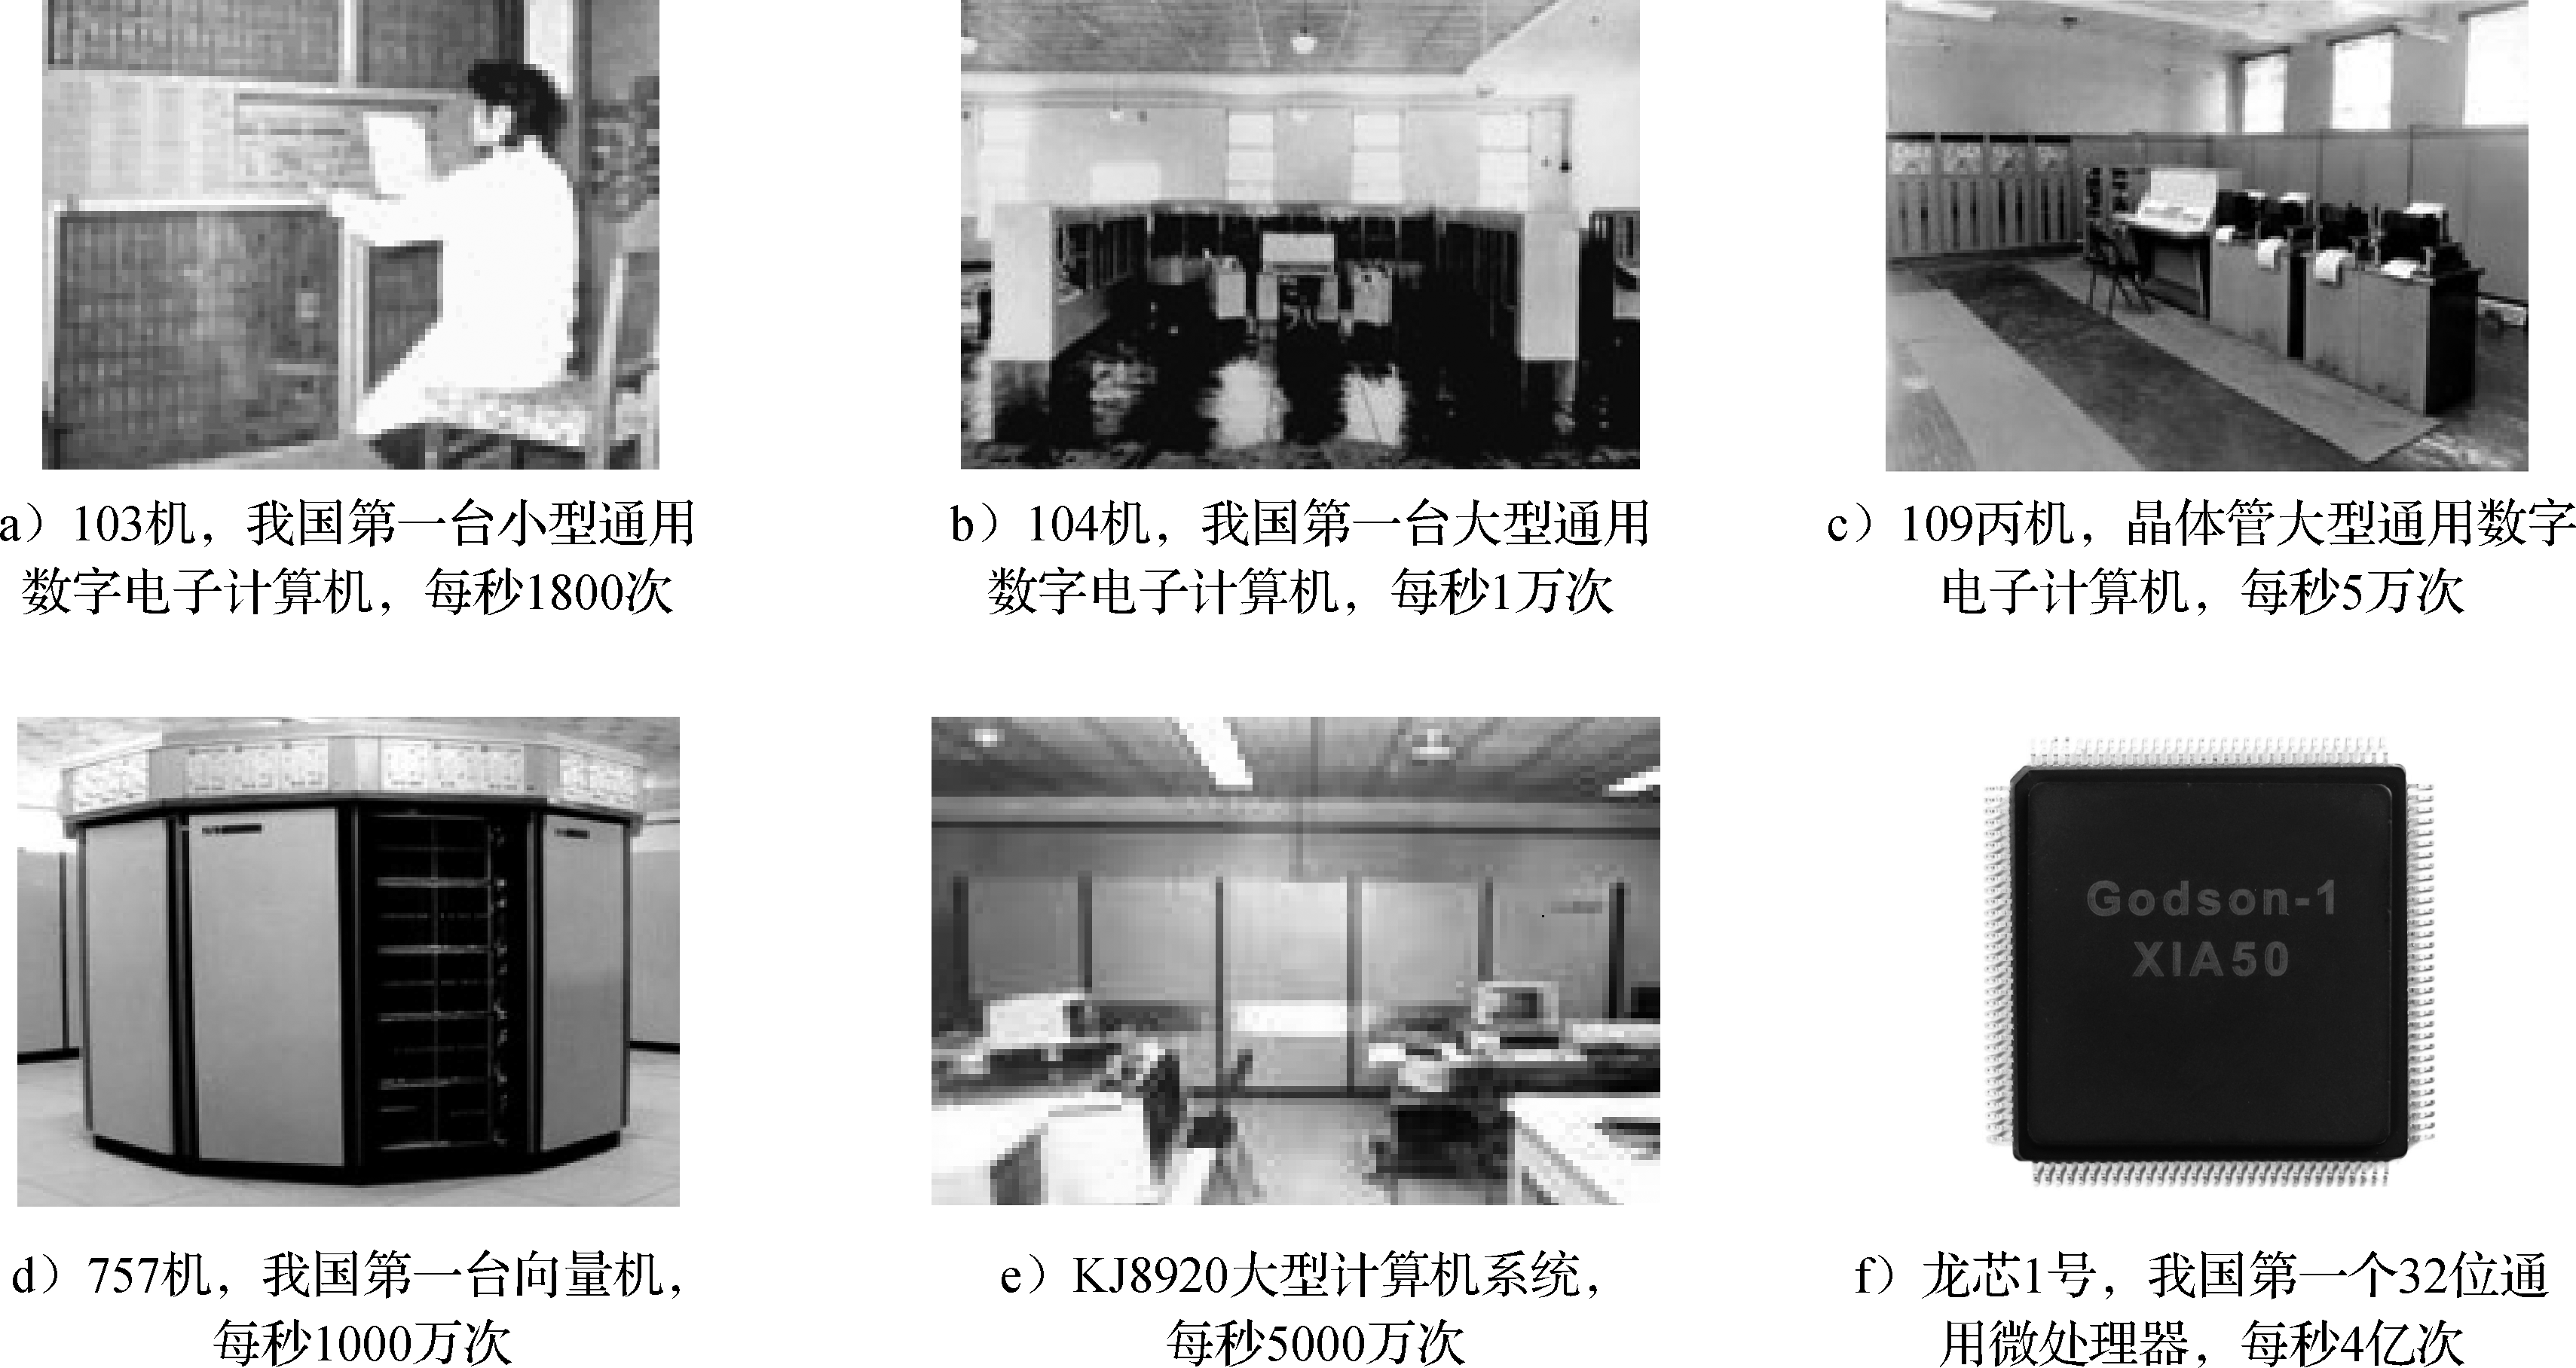 a）103机，我国第一台小型通用
数字电子计算机，每秒1800次
b）104机，我国第一台大型通用
数字电子计算机，每秒1万次
c）109丙机，晶体管大型通用数字
电子计算机，每秒5万次
Godson-1
XIA50
d）757机，我国第一台向量机，
每秒1000万次
e）KJ8920大型计算机系统，
每秒5000万次
f）龙芯1号，我国第一个32位通
用微处理器，每秒4亿次